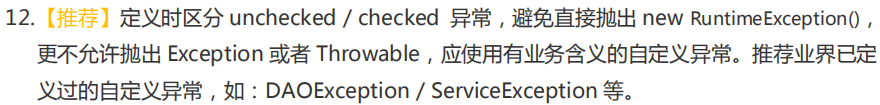 12.【推荐】定义时区分 unchecked / checked 异常，避免直接抛出 new RuntimeException()，
更不允许抛出 Exception 或者 Throwable，应使用有业务含义的自定义异常。推荐业界已定
义过的自定义异常，如：DAOException / ServiceException 等。